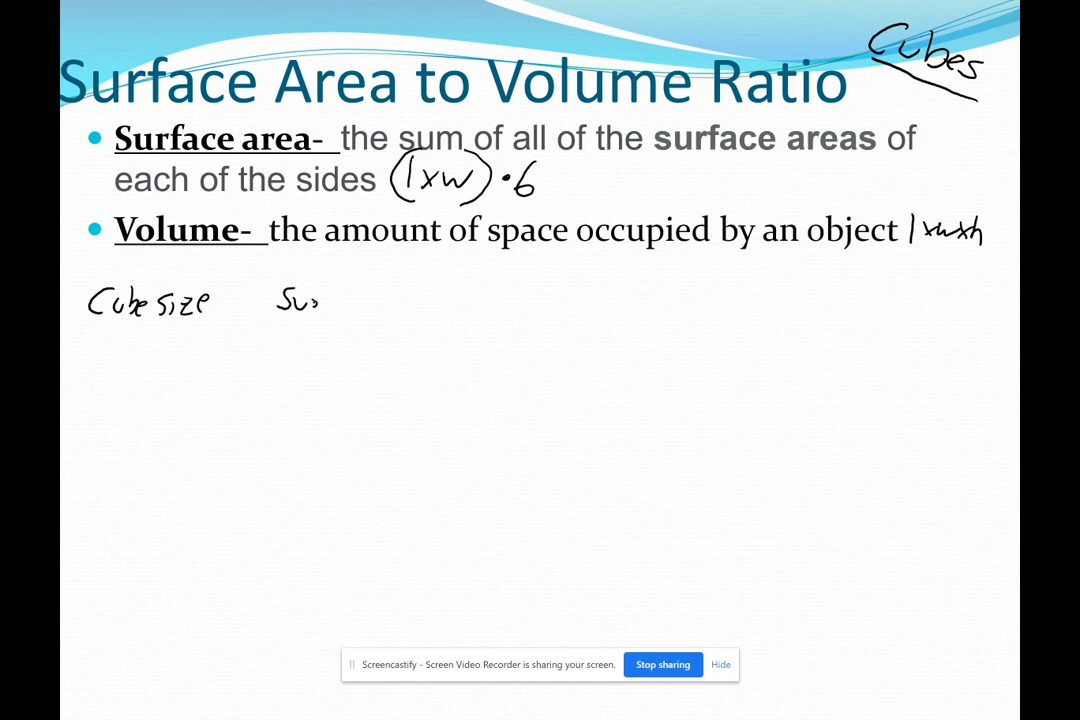 Cubes
Surface Area to Volume Ratio
• Surface area- the sum of all of the surface areas of
each of the sides (l x w) • 6
• Volume- the amount of space occupied by an object l x w x h
Cube size Sur
Screencastify - Screen Video Recorder is sharing your screen. Stop sharing Hide